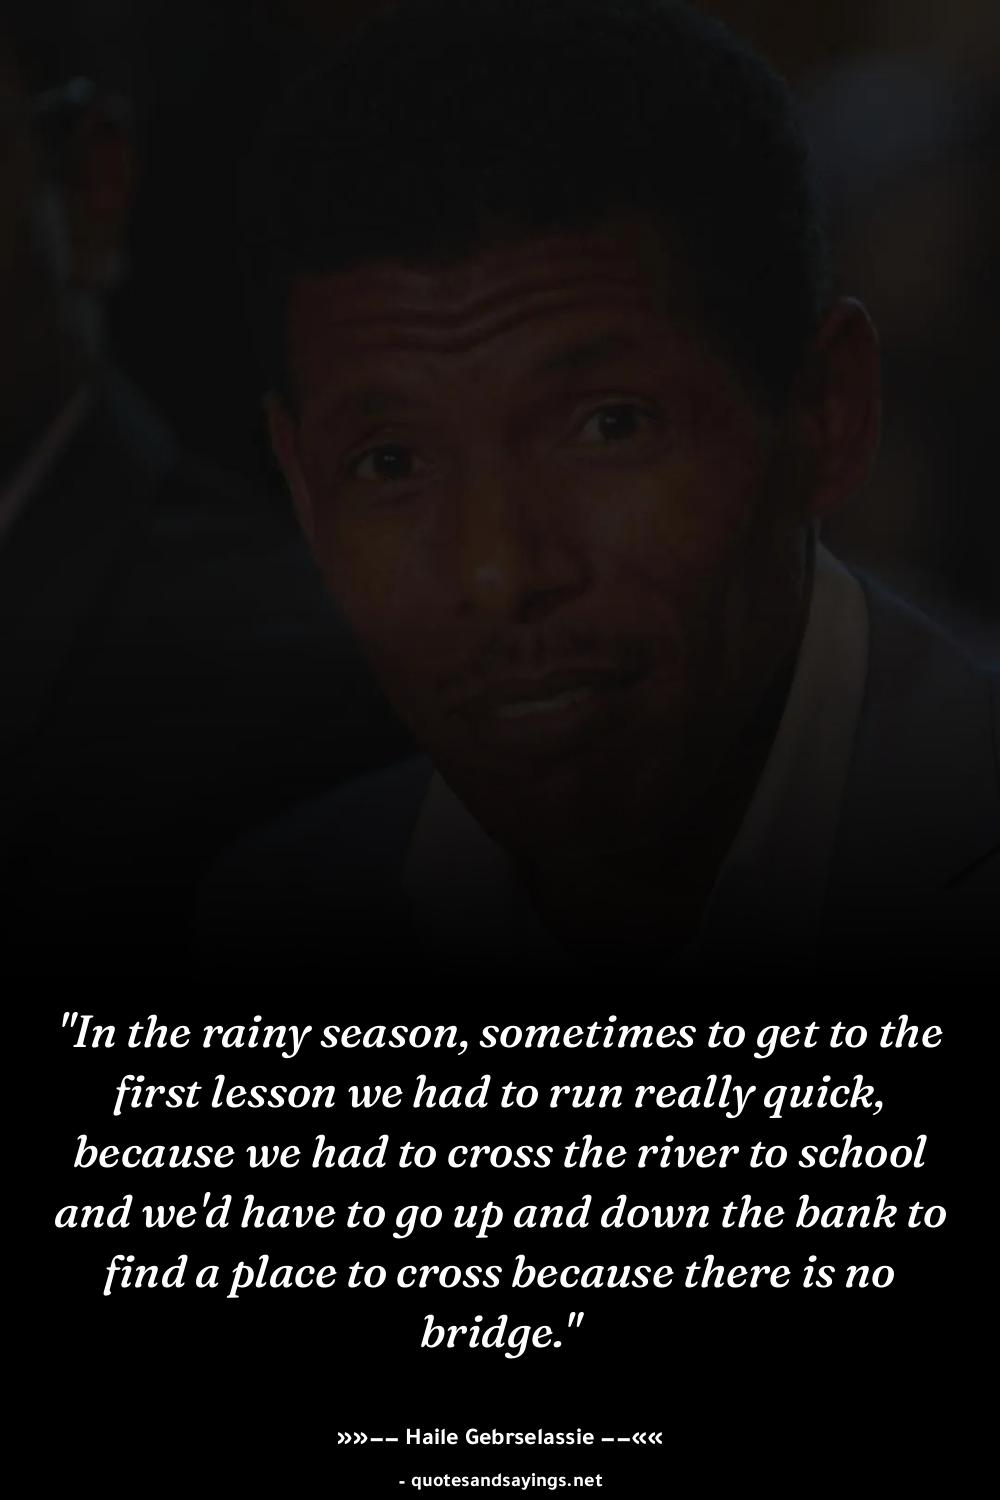 "In the rainy season, sometimes to get to the
first lesson we had to run really quick,
because we had to cross the river to school
and we'd have to go up and down the bank to
find a place to cross because there is no
bridge."
»»−− Haile Gebrselassie −−««
- quotesandsayings.net